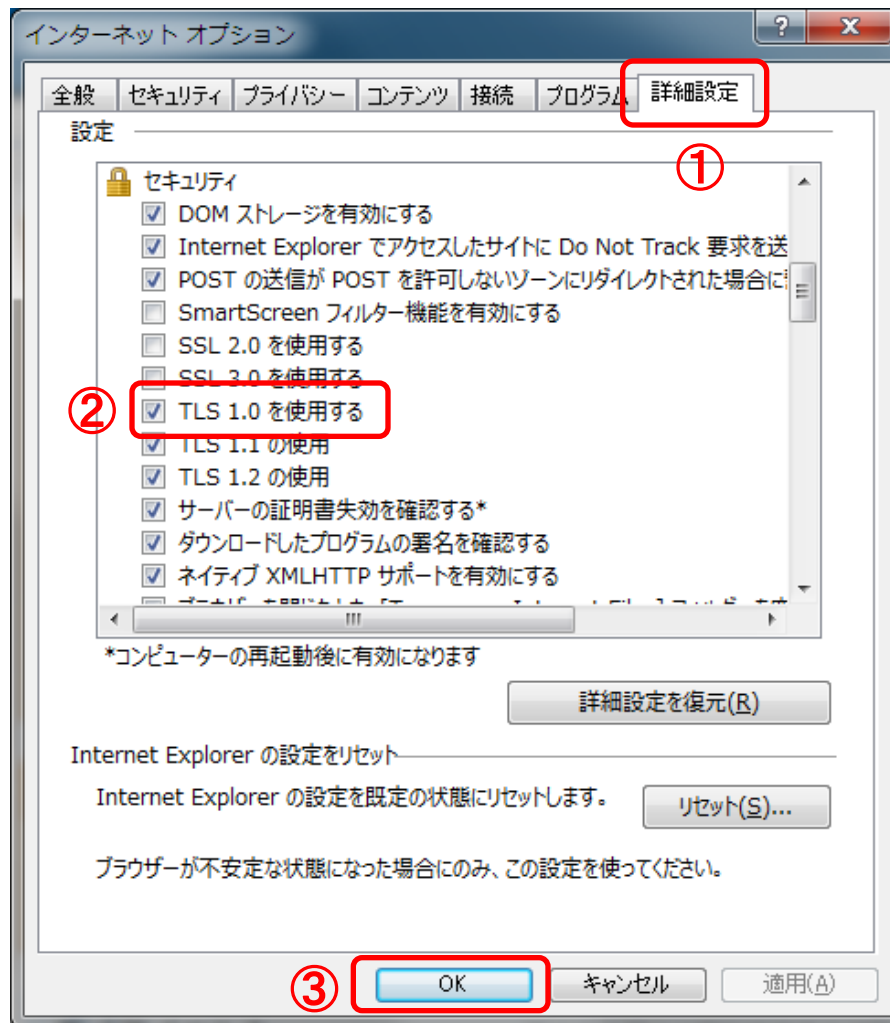 インターネット オプション
全般 セキュリティ プライバシー コンテンツ 接続 プログラム 詳細設定
①
設定
セキュリティ
DOM ストレージを有効にする
Internet Explorer でアクセスしたサイトに Do Not Track 要求を送
POST の送信が POST を許可しないゾーンにリダイレクトされた場合に
SmartScreen フィルター機能を有効にする
SSL 2.0 を使用する
SSL 3.0 を使用する
② TLS 1.0 を使用する
TLS 1.1 の使用
TLS 1.2 の使用
サーバーの証明書失効を確認する*
ダウンロードしたプログラムの署名を確認する
ネイティブ XMLHTTP サポートを有効にする
*コンピューターの再起動後に有効になります
詳細設定を復元(R)
Internet Explorer の設定をリセット
Internet Explorer の設定を既定の状態にリセットします。
リセット(S)...
ブラウザーが不安定な状態になった場合にのみ、この設定を使ってください。
③ OK キャンセル 適用(A)